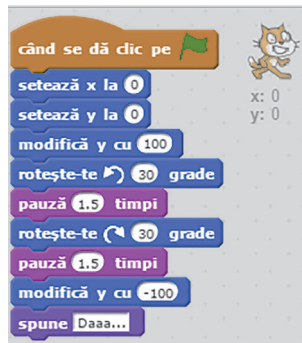 când se dă clic pe
setează x la 0
x: 0
setează y la 0
y: 0
modifică y cu 100
rotește-te 30 grade
pauză 1.5 timpi
rotește-te 30 grade
pauză 1.5 timpi
modifică y cu -100
spune Daaa...